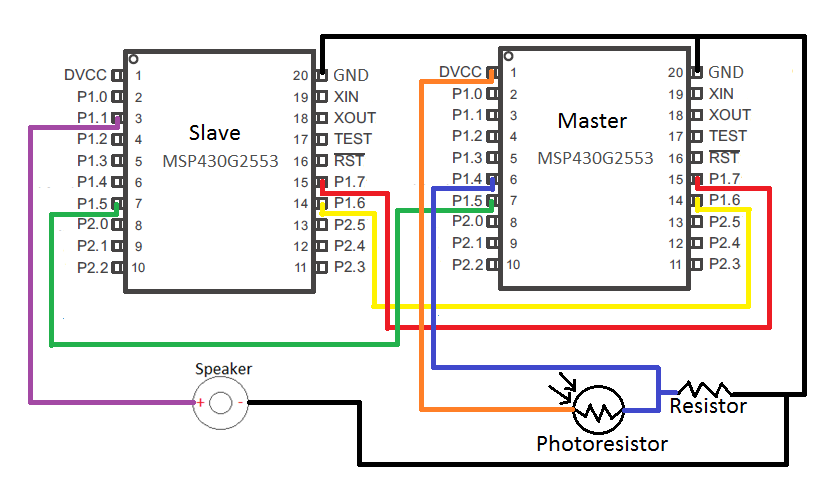 DVCC 1 20 GND
P1.0 2 19 XIN
P1.1 3 18 XOUT
P1.2 4 17 TEST
P1.3 5 16 RST
P1.4 6 15 P1.7
P1.5 7 14 P1.6
P2.0 8 13 P2.5
P2.1 9 12 P2.4
P2.2 10 11 P2.3
Slave
MSP430G2553
DVCC 1 20 GND
P1.0 2 19 XIN
P1.1 3 18 XOUT
P1.2 4 17 TEST
P1.3 5 16 RST
P1.4 6 15 P1.7
P1.5 7 14 P1.6
P2.0 8 13 P2.5
P2.1 9 12 P2.4
P2.2 10 11 P2.3
Master
MSP430G2553
Speaker
+ -
Photoresistor
Resistor